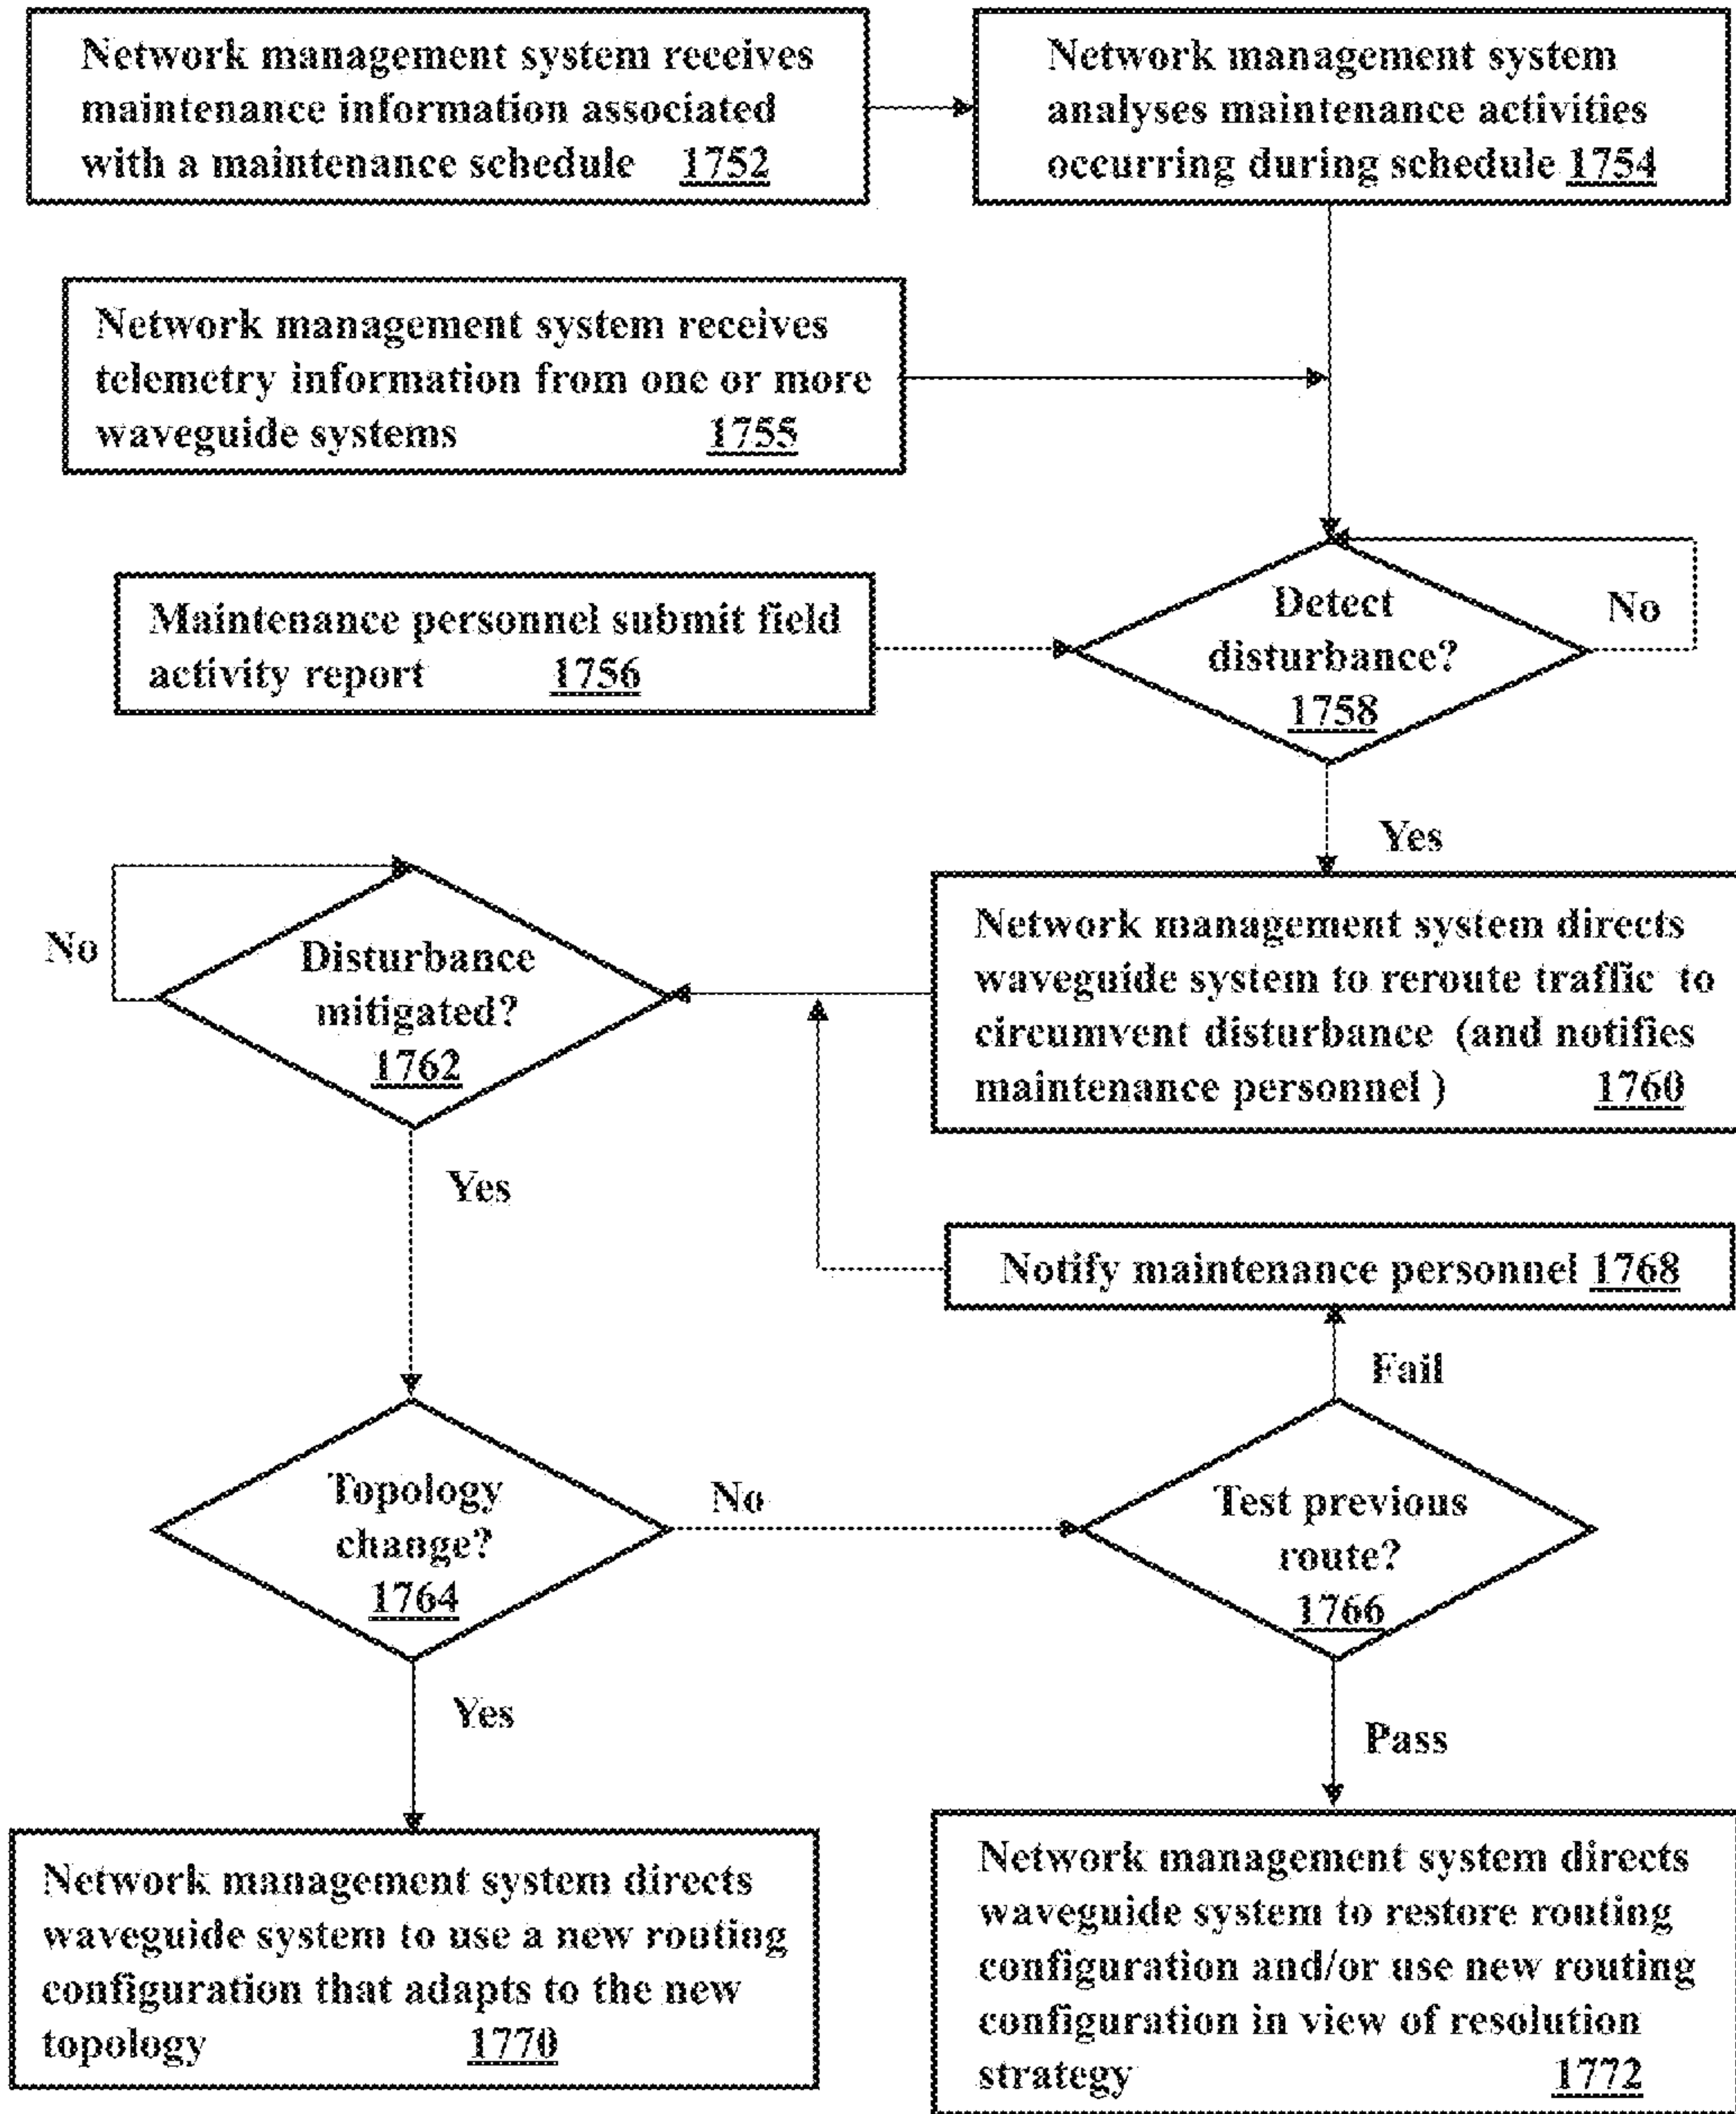 Network management system receives
maintenance information associated
with a maintenance schedule 1752
Network management system
analyses maintenance activities
occurring during schedule 1754
Network management system receives
telemetry information from one or more
waveguide systems 1755
Maintenance personnel submit field
activity report 1756
Detect
disturbance?
1758
No
Yes
Network management system directs
waveguide system to reroute traffic to
circumvent disturbance (and notifies
maintenance personnel ) 1760
No
Disturbance
mitigated?
1762
Yes
Notify maintenance personnel 1768
Fail
Topology
change?
1764
No
Test previous
route?
1766
Yes
Pass
Network management system directs
waveguide system to use a new routing
configuration that adapts to the new
topology 1770
Network management system directs
waveguide system to restore routing
configuration and/or use new routing
configuration in view of resolution
strategy 1772